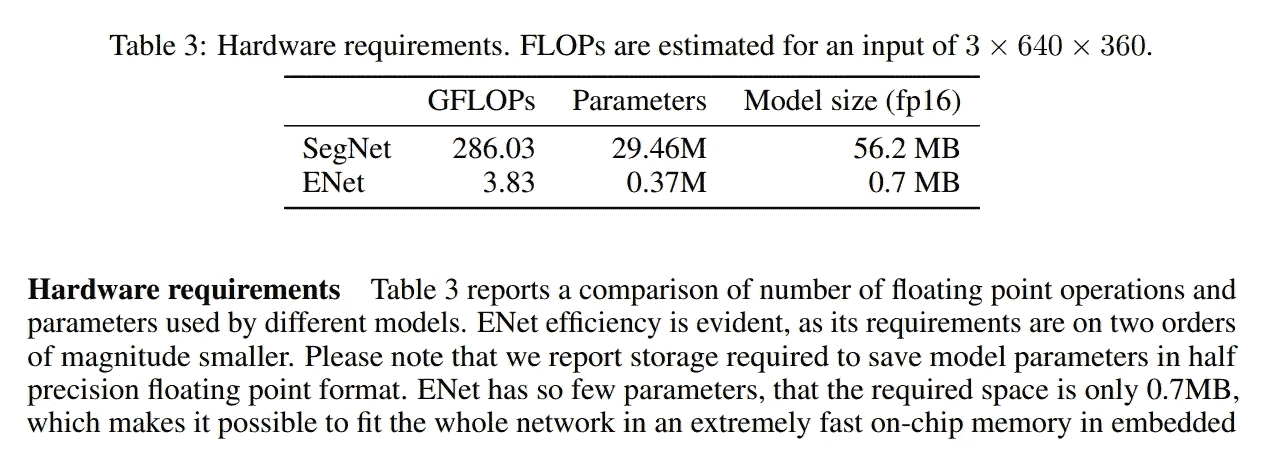 Table 3: Hardware requirements. FLOPs are estimated for an input of 3 × 640 × 360.
GFLOPs Parameters Model size (fp16)
SegNet 286.03 29.46M 56.2 MB
ENet 3.83 0.37M 0.7 MB
Hardware requirements Table 3 reports a comparison of number of floating point operations and
parameters used by different models. ENet efficiency is evident, as its requirements are on two orders
of magnitude smaller. Please note that we report storage required to save model parameters in half
precision floating point format. ENet has so few parameters, that the required space is only 0.7MB,
which makes it possible to fit the whole network in an extremely fast on-chip memory in embedded